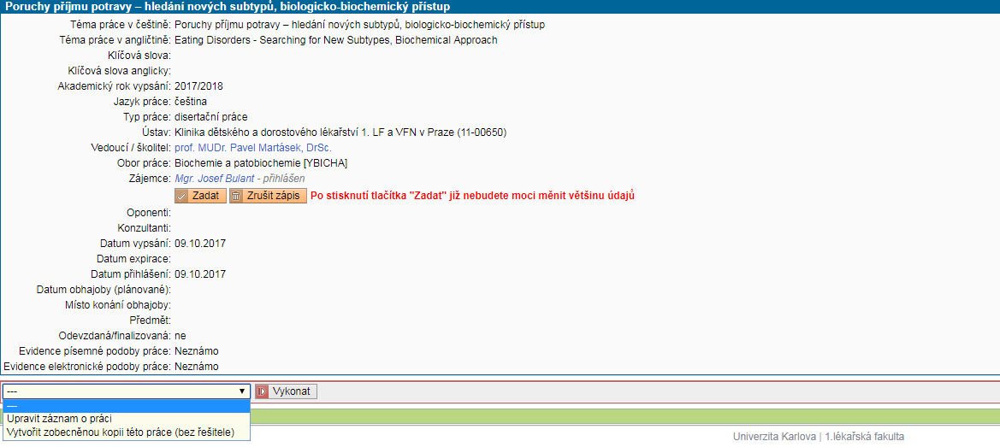 Poruchy příjmu potravy – hledání nových subtypů, biologicko-biochemický přístup
Téma práce v češtině: Poruchy příjmu potravy – hledání nových subtypů, biologicko-biochemický přístup
Téma práce v angličtině: Eating Disorders - Searching for New Subtypes, Biochemical Approach
Klíčová slova:
Klíčová slova anglicky:
Akademický rok vypsání: 2017/2018
Jazyk práce: čeština
Typ práce: disertační práce
Ústav: Klinika dětského a dorostového lékařství 1. LF a VFN v Praze (11-00650)
Vedoucí / školitel: prof. MUDr. Pavel Martásek, DrSc.
Obor práce: Biochemie a patobiochemie [YBICHA]
Zájemce: Mgr. Josef Bulant - přihlášen
Zadat Zrušit zápis Po stisknutí tlačítka "Zadat" již nebudete moci měnit většinu údajů
Oponenti:
Konzultanti:
Datum vypsání: 09.10.2017
Datum expirace:
Datum přihlášení: 09.10.2017
Datum obhajoby (plánované):
Místo konání obhajoby:
Předmět:
Odevzdaná/finalizovaná: ne
Evidence písemné podoby práce: Neznámo
Evidence elektronické podoby práce: Neznámo
--- Vykonat
---
Upravit záznam o práci
Vytvořit zobecněnou kopii této práce (bez řešitele)
Univerzita Karlova | 1.lékařská fakulta